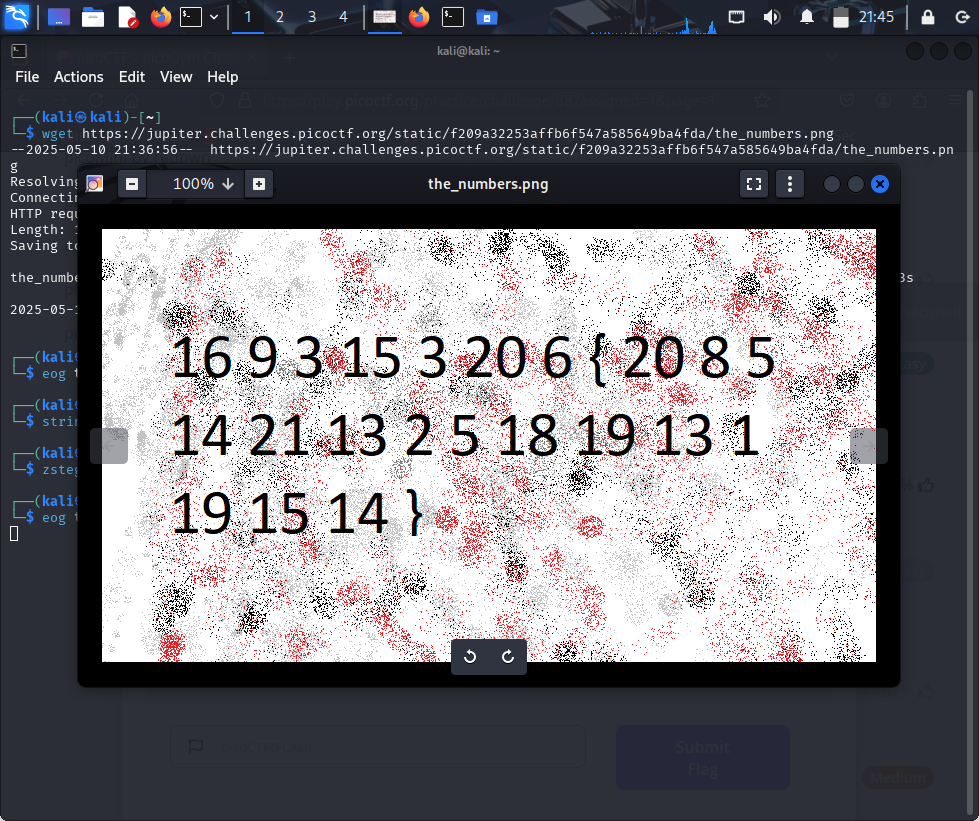 1 2 3 4 21:45
kali@kali: ~
File Actions Edit View Help
┌──(kali㉿kali)-[~]
└─$ wget https://jupiter.challenges.picoctf.org/static/f209a32253affb6f547a585649ba4fda/the_numbers.png
--2025-05-10 21:36:56-- https://jupiter.challenges.picoctf.org/static/f209a32253affb6f547a585649ba4fda/the_numbers.pn
g
Resolving
Connectin
HTTP requ
Length: 1
Saving to
the_numbe 3s
2025-05-1
┌──(kali
└─$ eog t
┌──(kali
└─$ strin
┌──(kali
└─$ zsteg
┌──(kali
└─$ eog t
100% the_numbers.png
16 9 3 15 3 20 6 { 20 8 5
14 21 13 2 5 18 19 13 1
19 15 14 }
Submit
Flag
Medium